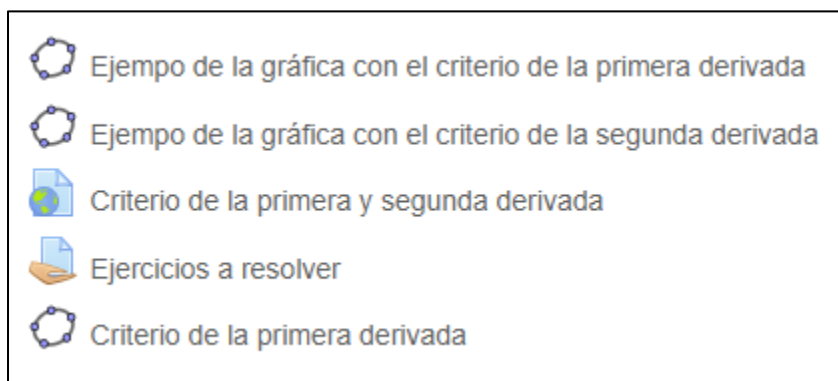 Ejempo de la gráfica con el criterio de la primera derivada
Ejempo de la gráfica con el criterio de la segunda derivada
Criterio de la primera y segunda derivada
Ejercicios a resolver
Criterio de la primera derivada